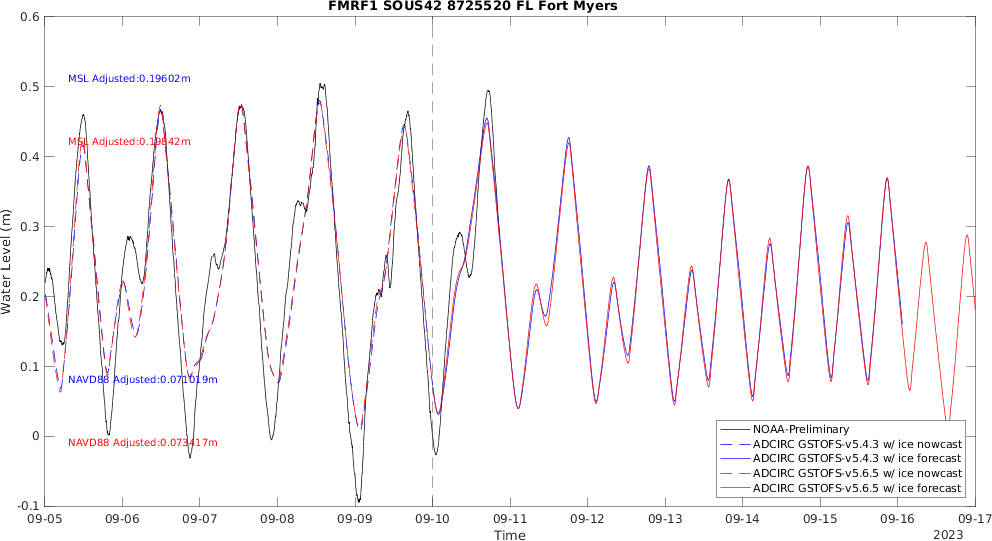 FMRF1 SOUS42 8725520 FL Fort Myers
0.6
0.5
0.4
0.3
0.2
0.1
0
-0.1
Water Level (m)
MSL Adjusted:0.19602m
MSL Adjusted:0.19842m
NAVD88 Adjusted:0.071019m
NAVD88 Adjusted:0.073417m
NOAA-Preliminary
ADCIRC GSTOFS-v5.4.3 w/ ice nowcast
ADCIRC GSTOFS-v5.4.3 w/ ice forecast
ADCIRC GSTOFS-v5.6.5 w/ ice nowcast
ADCIRC GSTOFS-v5.6.5 w/ ice forecast
09-05 09-06 09-07 09-08 09-09 09-10 09-11 09-12 09-13 09-14 09-15 09-16 09-17
Time
2023